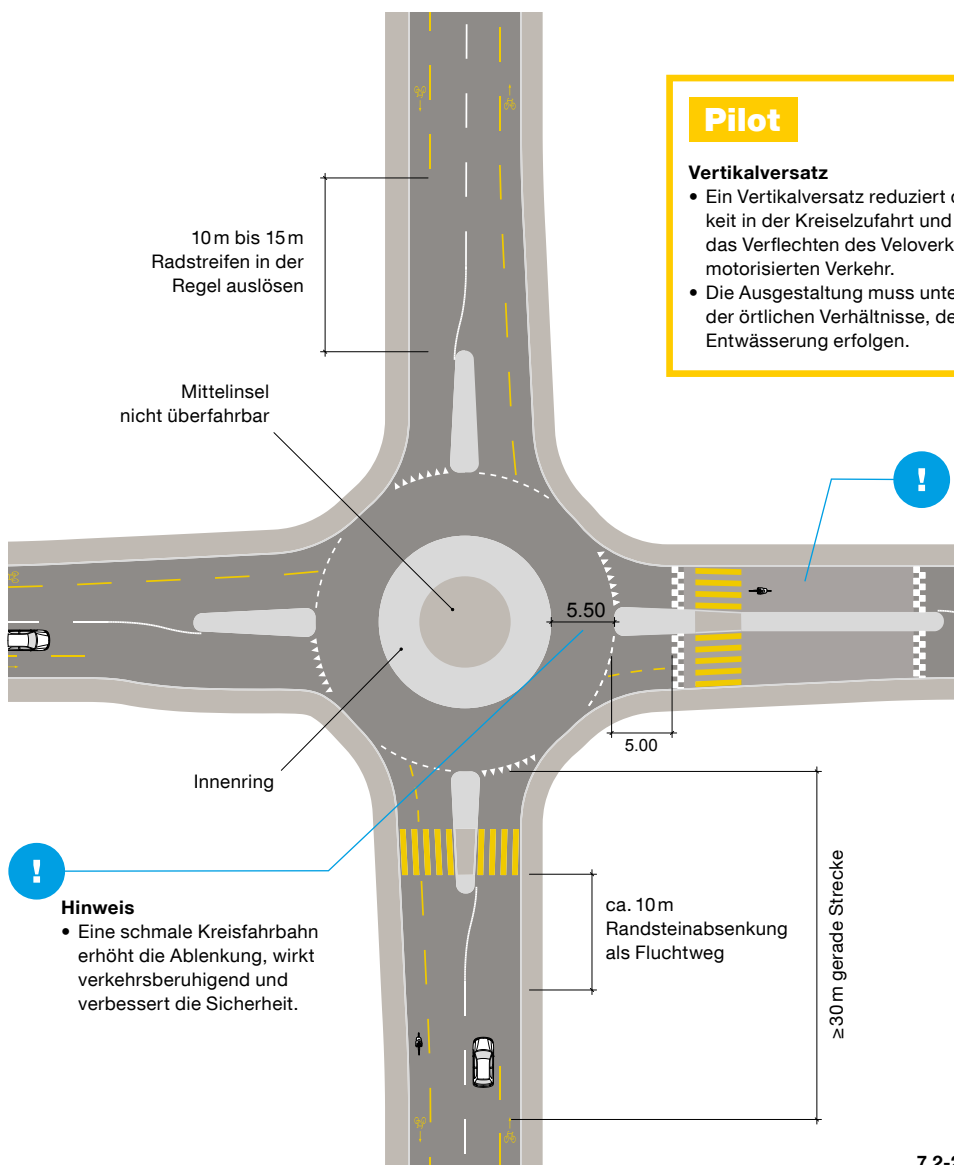 Pilot
Vertikalversatz
• Ein Vertikalversatz reduziert
keit in der Kreiselzufahrt und
das Verflechten des
motorisierten Verkehr.
• Die Ausgestaltung muss
der örtlichen Verhältnisse,
Entwässerung erfolgen.
10 m bis 15 m
Radstreifen in der
Regel auslösen
Mittelinsel
nicht überfahrbar
!
5.50
5.00
Innenring
!
Hinweis
• Eine schmale Kreisfahrbahn
erhöht die Ablenkung, wirkt
verkehrsberuhigend und
verbessert die Sicherheit.
ca. 10 m
Randsteinabsenkung
als Fluchtweg
≥30 m gerade Strecke